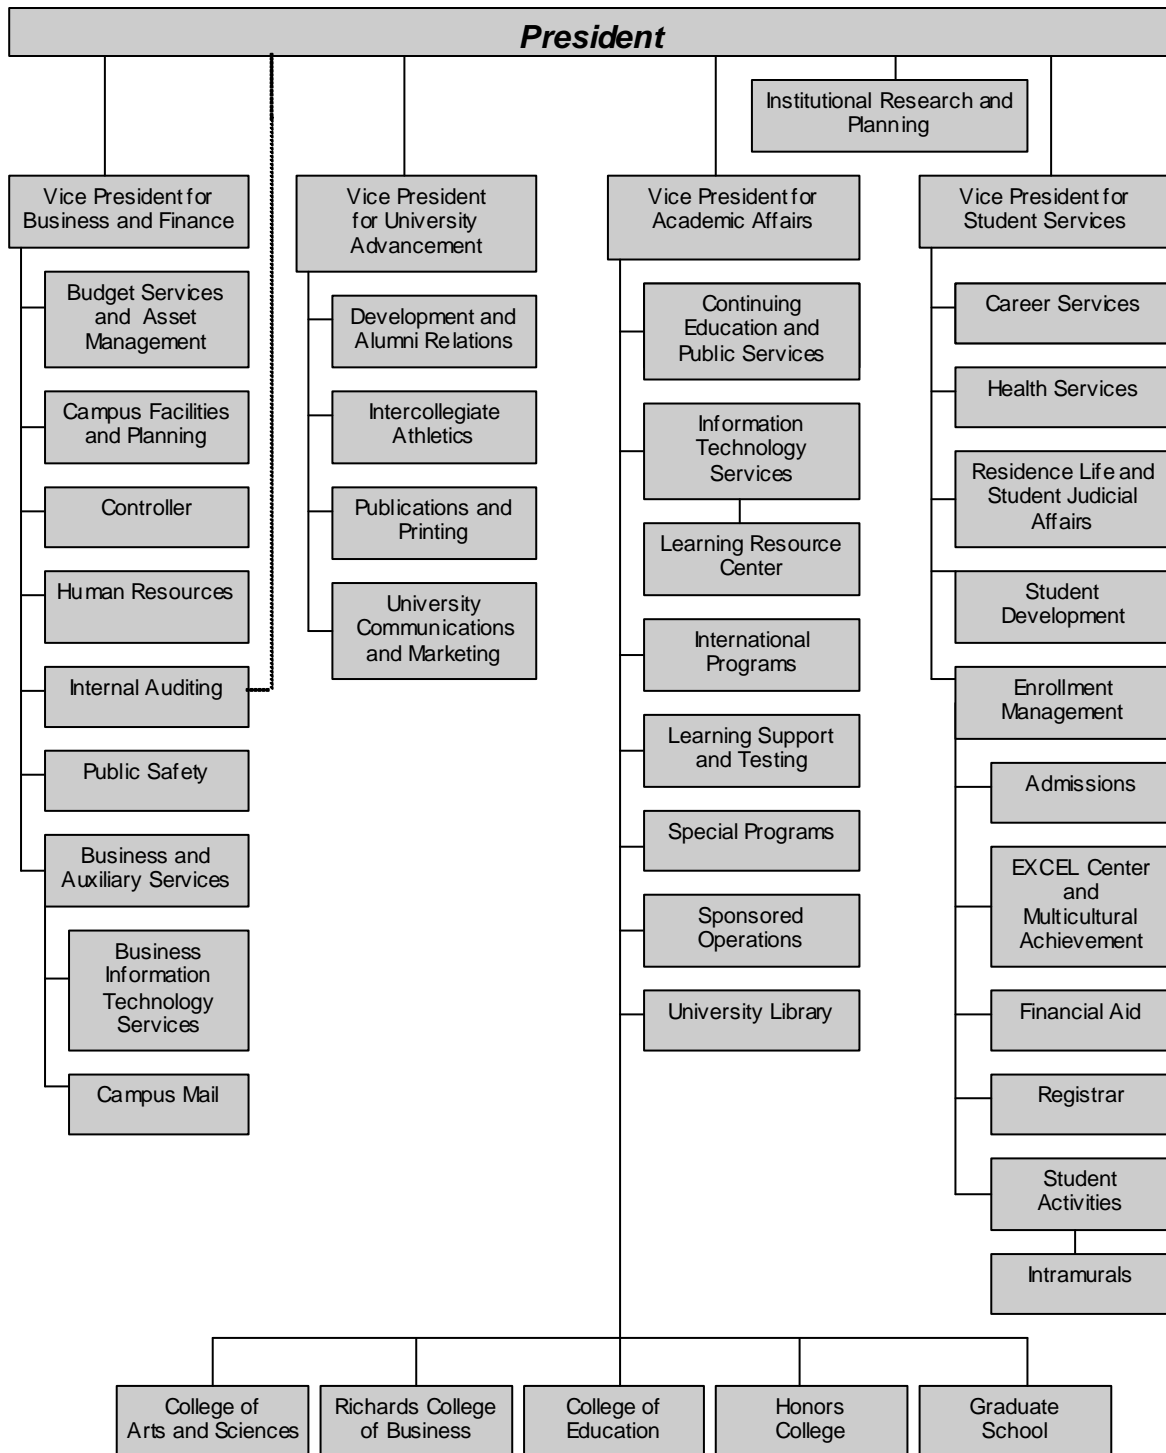 President
Institutional Research and
Planning
Vice President for
Business and Finance
Budget Services
and Asset
Management
Campus Facilities
and Planning
Controller
Human Resources
Internal Auditing
Public Safety
Business and
Auxiliary Services
Business
Information
Technology
Services
Campus Mail
Vice President
for University
Advancement
Development and
Alumni Relations
Intercollegiate
Athletics
Publications and
Printing
University
Communications
and Marketing
Vice President for
Academic Affairs
Continuing
Education and
Public Services
Information
Technology
Services
Learning Resource
Center
International
Programs
Learning Support
and Testing
Special Programs
Sponsored
Operations
University Library
Vice President for
Student Services
Career Services
Health Services
Residence Life and
Student Judicial
Affairs
Student
Development
Enrollment
Management
Admissions
EXCEL Center
and
Multicultural
Achievement
Financial Aid
Registrar
Student
Activities
Intramurals
College of
Arts and Sciences
Richards College
of Business
College of
Education
Honors
College
Graduate
School